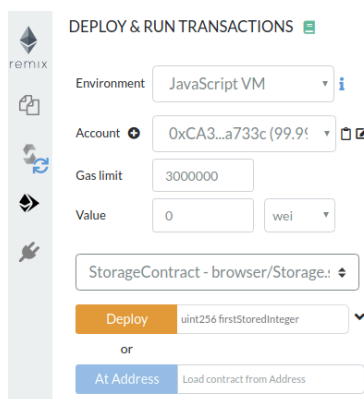 DEPLOY & RUN TRANSACTIONS
remix
Environment JavaScript VM i
Account 0xCA3...a733c (99.99
Gas limit 3000000
Value 0 wei
StorageContract - browser/Storage.s
Deploy uint256 firstStoredInteger
or
At Address Load contract from Address